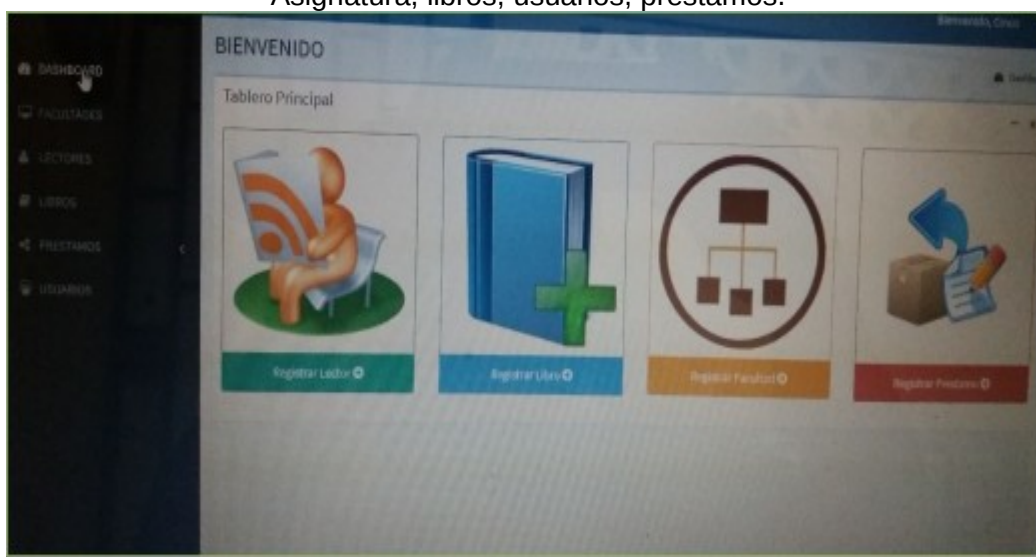 Asignatura, libros, usuarios, prestamos.
Bienvenido,
BIENVENIDO
DASHBOARD
FACULTADES
LECTORES
LIBROS
PRESTAMOS
USUARIOS
Tablero Principal
Registrar Lector
Registrar Libro
Registrar Facultad
Registrar Prestamo